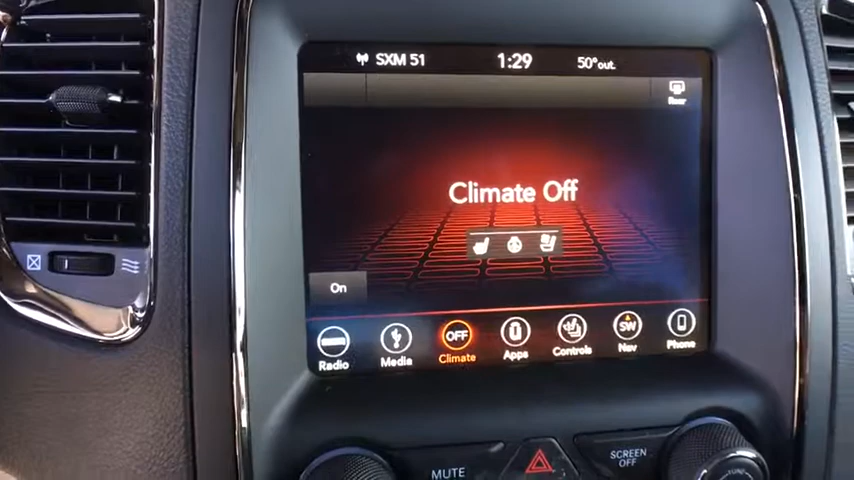 SXM 51 1:29 50°out.
Rear
Climate Off
On
OFF SW
Radio Media Climate Apps Controls Nav Phone
MUTE SCREEN
OFF